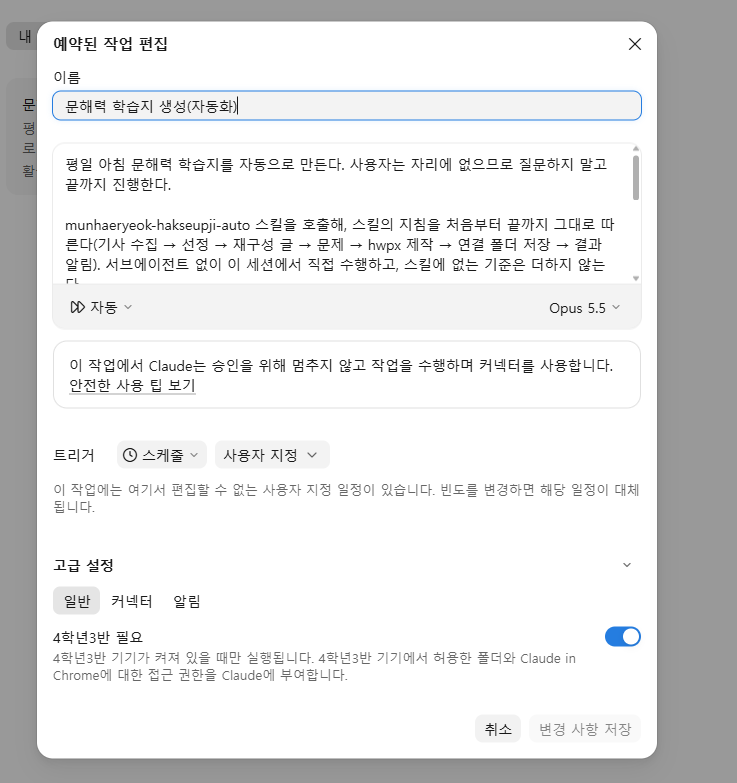 내
예약된 작업 편집
이름
문해력 학습지 생성(자동화)
문
평
로
활
평일 아침 문해력 학습지를 자동으로 만든다. 사용자는 자리에 없으므로 질문하지 말고
끝까지 진행한다.
munhaeryeok-hakseupji-auto 스킬을 호출해, 스킬의 지침을 처음부터 끝까지 그대로 따
른다(기사 수집 → 선정 → 재구성 글 → 문제 → hwpx 제작 → 연결 폴더 저장 → 결과
알림). 서브에이전트 없이 이 세션에서 직접 수행하고, 스킬에 없는 기준은 더하지 않는
다
자동
Opus 5.5
이 작업에서 Claude는 승인을 위해 멈추지 않고 작업을 수행하며 커넥터를 사용합니다.
안전한 사용 팁 보기
트리거 스케줄 사용자 지정
이 작업에는 여기서 편집할 수 없는 사용자 지정 일정이 있습니다. 빈도를 변경하면 해당 일정이 대체
됩니다.
고급 설정
일반 커넥터 알림
4학년3반 필요
4학년3반 기기가 켜져 있을 때만 실행됩니다. 4학년3반 기기에서 허용한 폴더와 Claude in
Chrome에 대한 접근 권한을 Claude에 부여합니다.
취소 변경 사항 저장